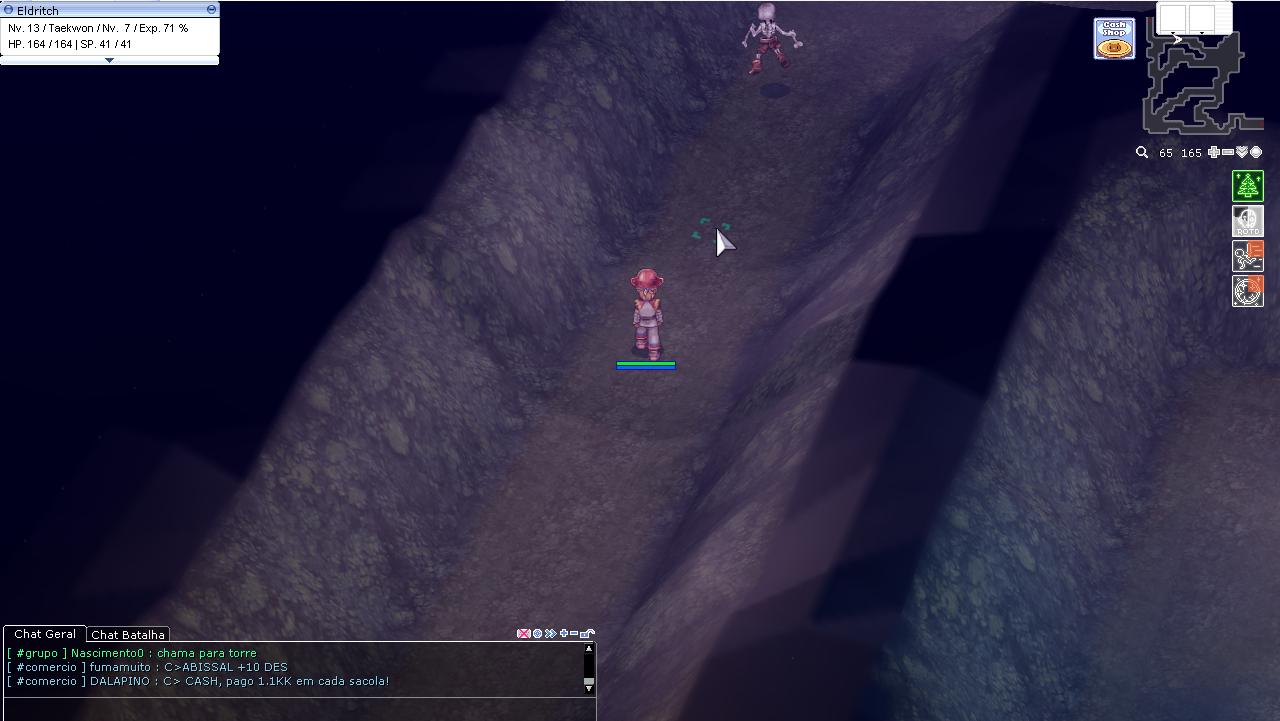 Eldritch
Nv. 13 / Taekwon / Nv. 7 / Exp. 71 %
HP. 164 / 164 | SP. 41 / 41
Cash
Shop
65 165
ROTD
Chat Geral
Chat Batalha
[ #grupo ] Nascimento0 : chama para torre
[ #comercio ] fumamuito : C>ABISSAL +10 DES
[ #comercio ] DALAPINO : C> CASH, pago 1.1KK em cada sacola!